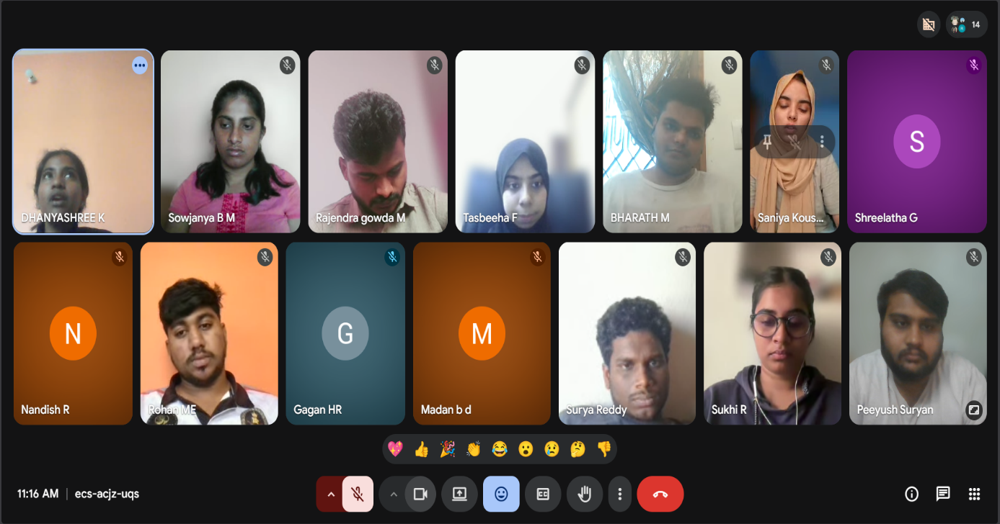 14
DHANYASHREE K
Sowjanya B M
Rajendra gowda M
Tasbeeha F
BHARATH M
Saniya Kous...
S
Shreelatha G
N
Nandish R
Rohan ME
G
Gagan HR
M
Madan b d
Surya Reddy
Sukhi R
Peeyush Suryan
11:16 AM | ecs-acjz-uqs
CC